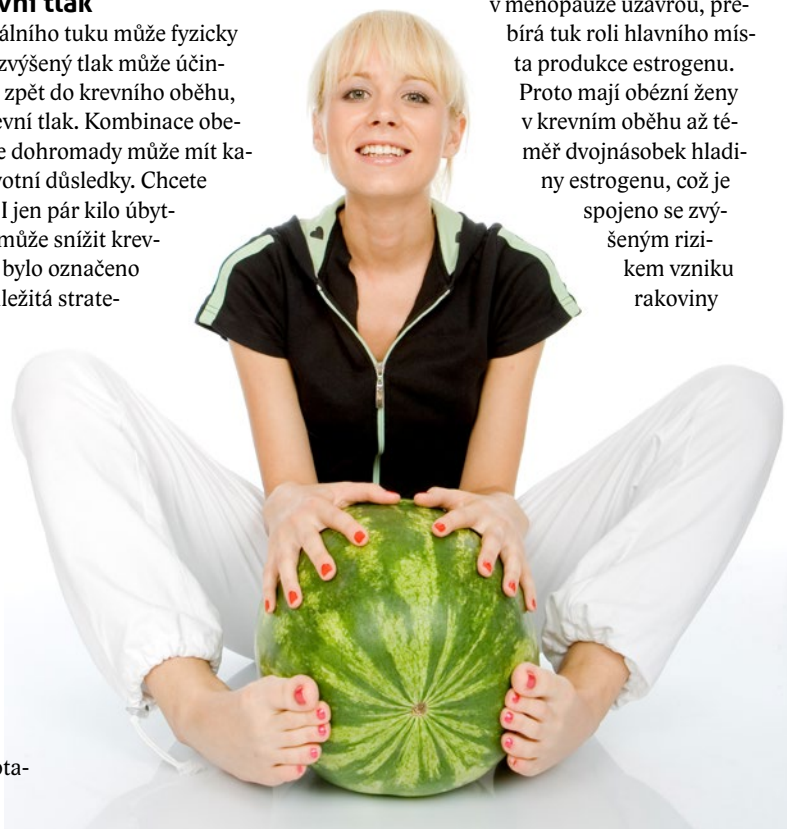 vní tlak
álního tuku může fyzicky
zvýšený tlak může účin-
zpět do krevního oběhu,
evní tlak. Kombinace obe-
e dohromady může mít ka-
votní důsledky. Chcete
I jen pár kilo úbyt-
může snížit krev-
bylo označeno
ležitá strate-
ota-
v menopauze uzavřou, pře-
bírá tuk roli hlavního mís-
ta produkce estrogenu.
Proto mají obézní ženy
v krevním oběhu až té-
měř dvojnásobek hladi-
ny estrogenu, což je
spojeno se zvý-
šeným rizi-
kem vzniku
rakoviny